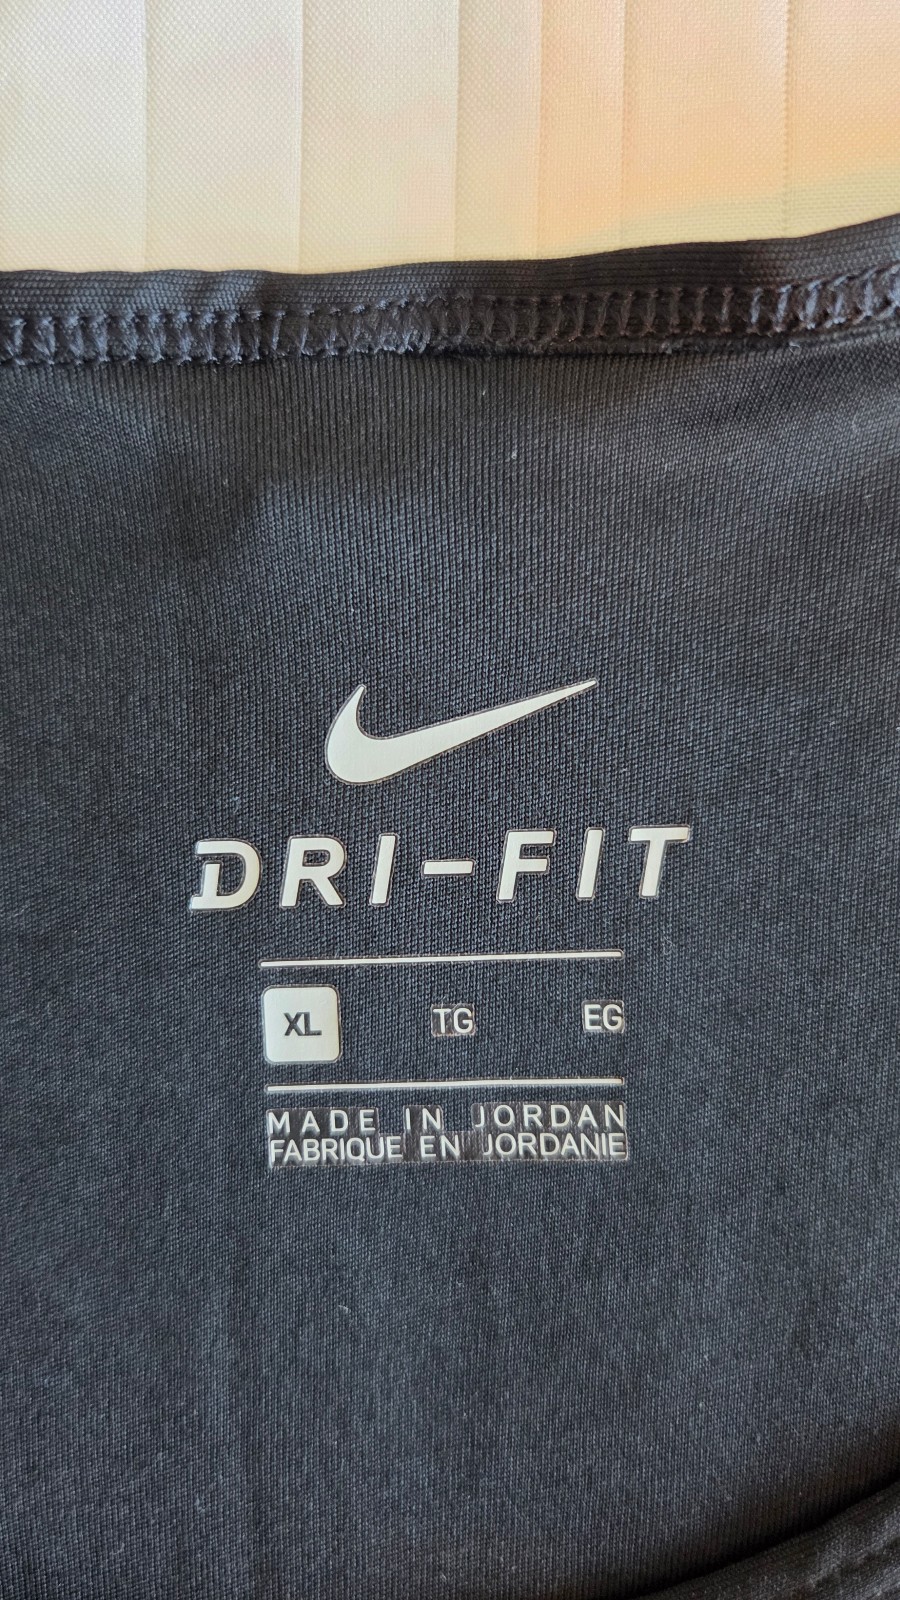 DRI-FIT
XL TG EG
MADE IN JORDAN
FABRIQUE EN JORDANIE